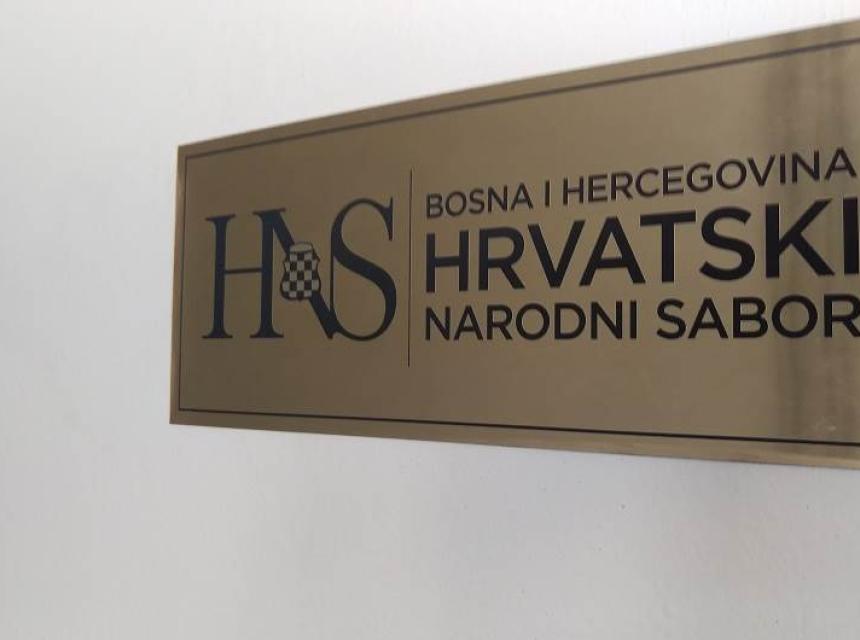 HNS
BOSNA I HERCEGOVINA
HRVATSKI
NARODNI SABOR